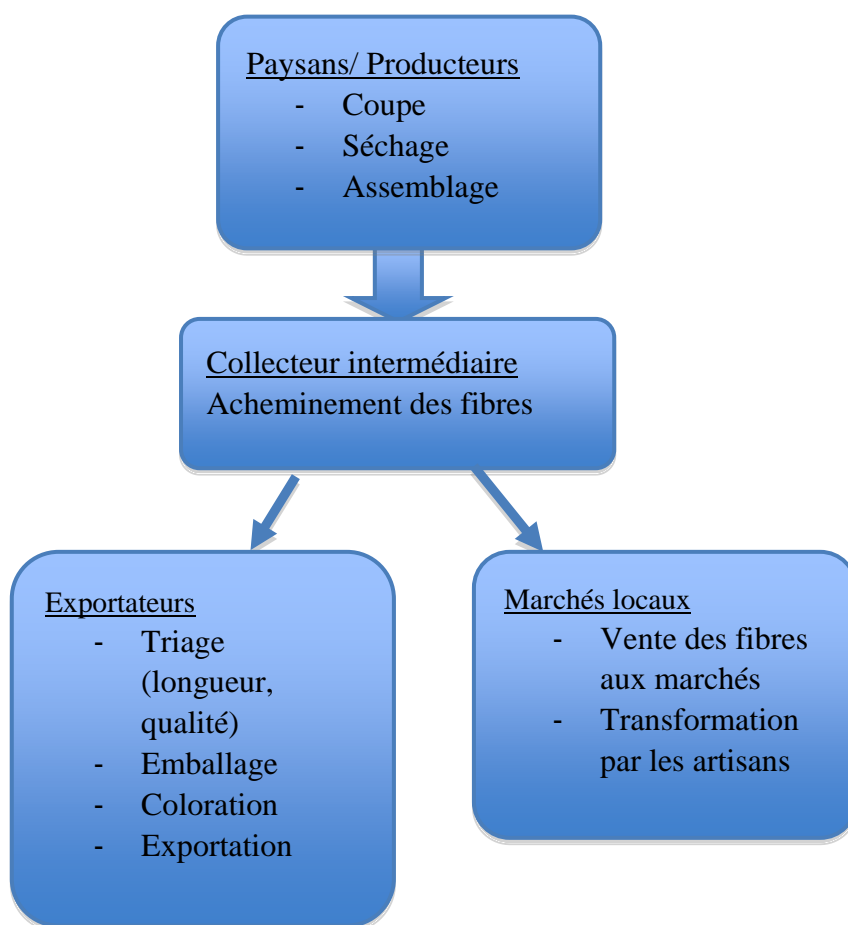 Paysans/ Producteurs
- Coupe
- Séchage
- Assemblage
Collecteur intermédiaire
Acheminement des fibres
Exportateurs
- Triage
(longueur,
qualité)
- Emballage
- Coloration
- Exportation
Marchés locaux
- Vente des fibres
aux marchés
- Transformation
par les artisans